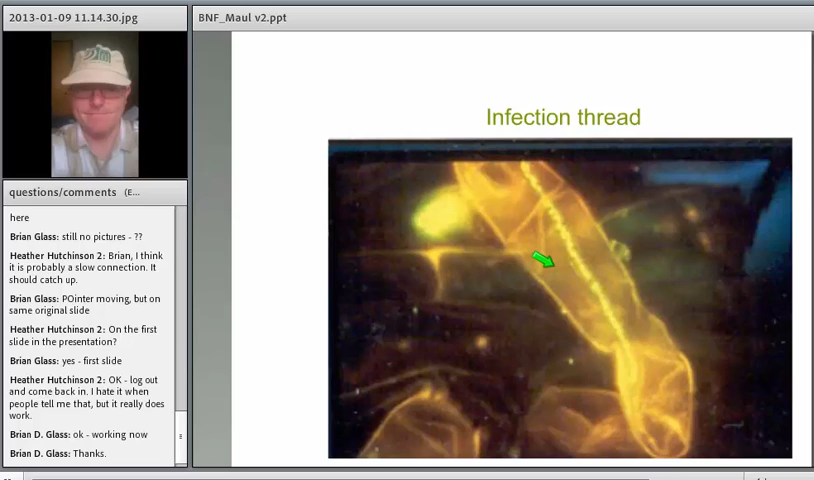 2013-01-09 11.14.30.jpg
BNF_Maul v2.ppt
Infection thread
questions/comments (E...
here
Brian Glass: still no pictures - ??
Heather Hutchinson 2: Brian, I think
it is probably a slow connection. It
should catch up.
Brian Glass: POinter moving, but on
same original slide
Heather Hutchinson 2: On the first
slide in the presentation?
Brian Glass: yes - first slide
Heather Hutchinson 2: OK - log out
and come back in. I hate it when
people tell me that, but it really does
work.
Brian D. Glass: ok - working now
Brian D. Glass: Thanks.